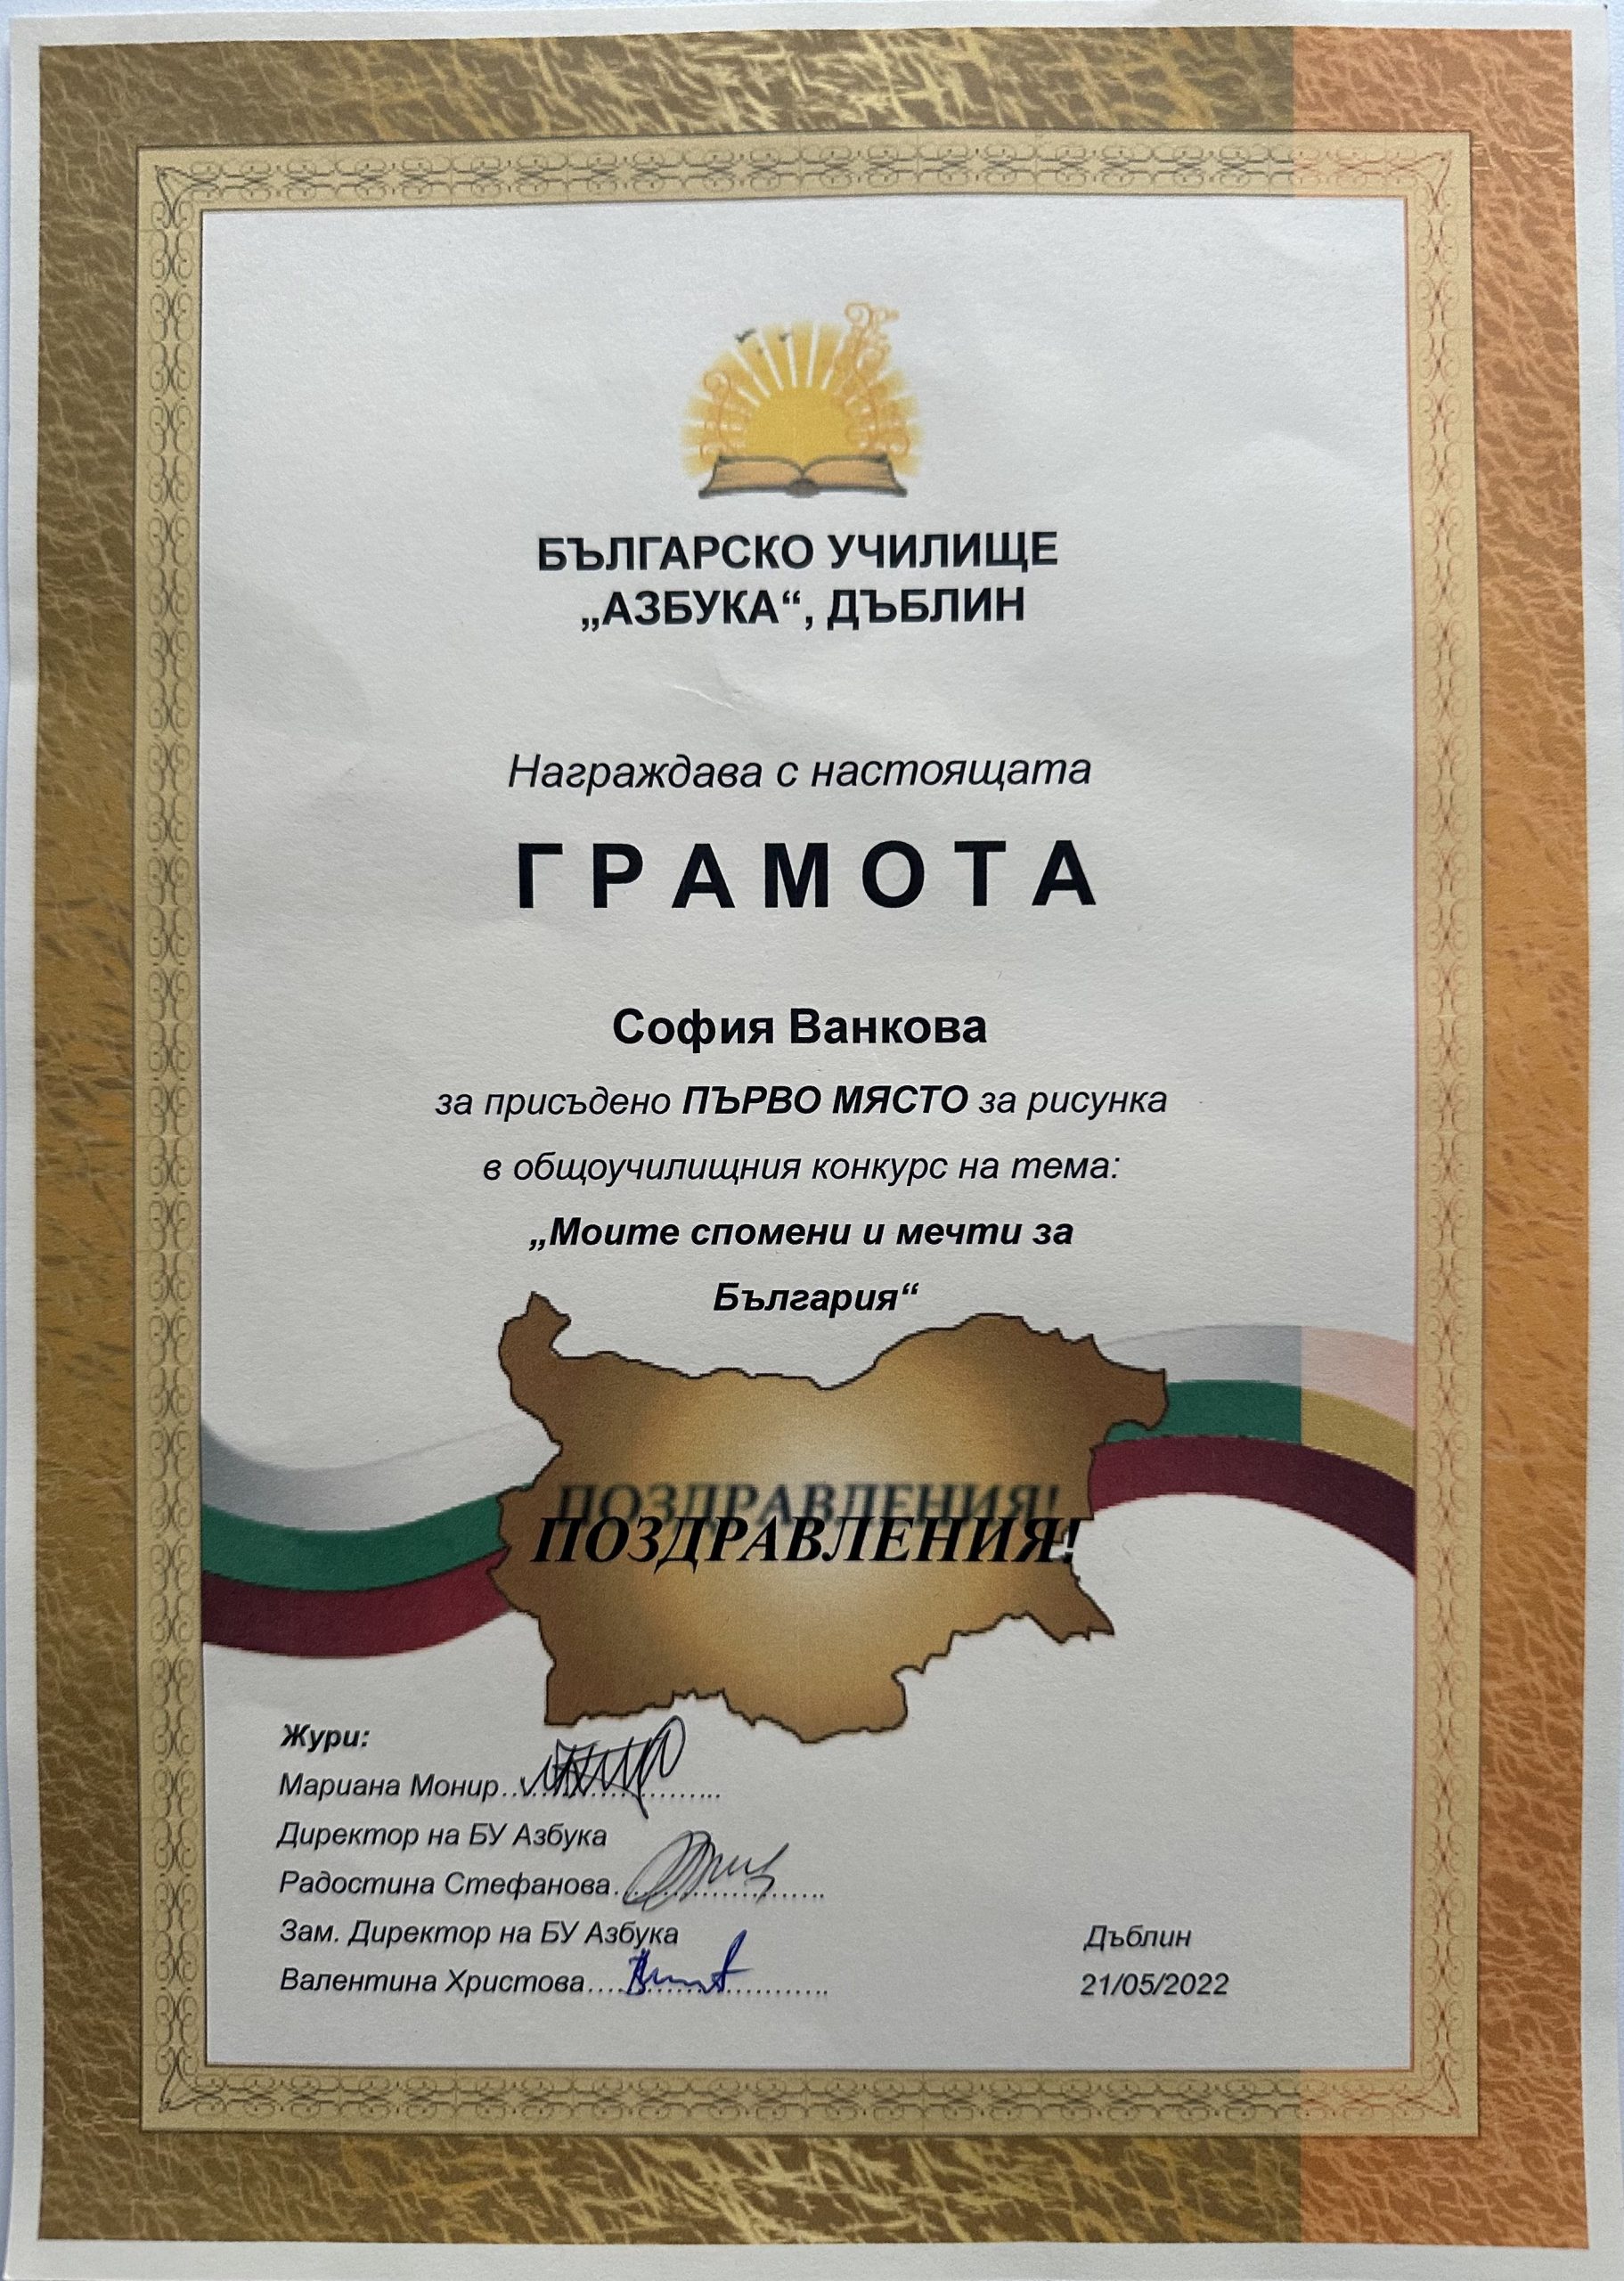 БЪЛГАРСКО УЧИЛИЩЕ
„АЗБУКА“, ДЪБЛИН
Награждава с настоящата
ГРАМОТА
София Ванкова
за присъдено ПЪРВО МЯСТО за рисунка
в общоучилищния конкурс на тема:
„Моите спомени и мечти за
България“
ПОЗДРАВЛЕНИЯ!
Жури:
Мариана Монир
Директор на БУ Азбука
Радостина Стефанова
Зам. Директор на БУ Азбука
Валентина Христова
Дъблин
21/05/2022